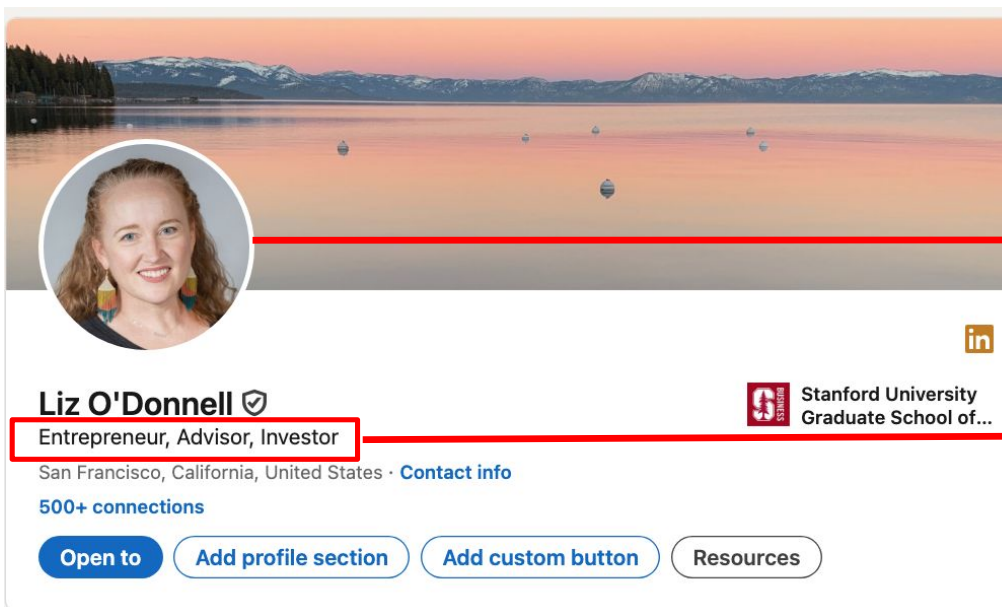 in
Liz O'Donnell
Stanford University
Graduate School of...
BUSINESS
S
Entrepreneur, Advisor, Investor
San Francisco, California, United States · Contact info
500+ connections
Open to
Add profile section
Add custom button
Resources